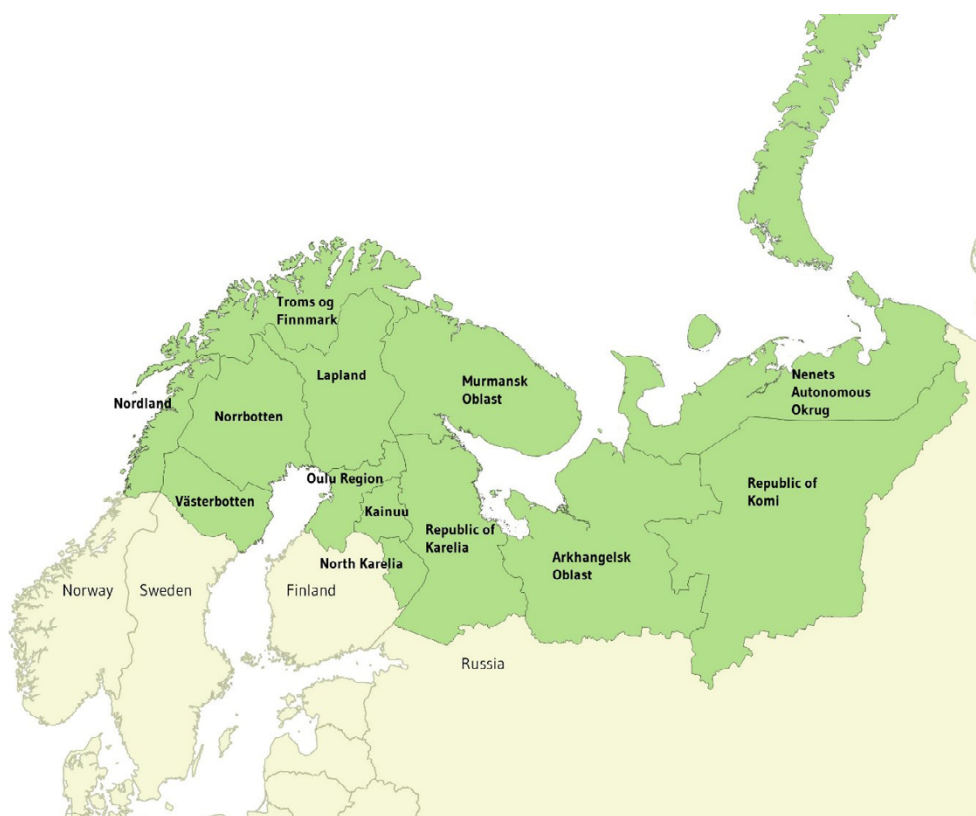 Troms og
Finnmark
Lapland
Murmansk
Oblast
Nenets
Autonomous
Okrug
Nordland
Norrbotten
Oulu Region
Republic of
Komi
Västerbotten
Kainuu
Republic of
Karelia
North Karelia
Arkhangelsk
Oblast
Norway
Sweden
Finland
Russia